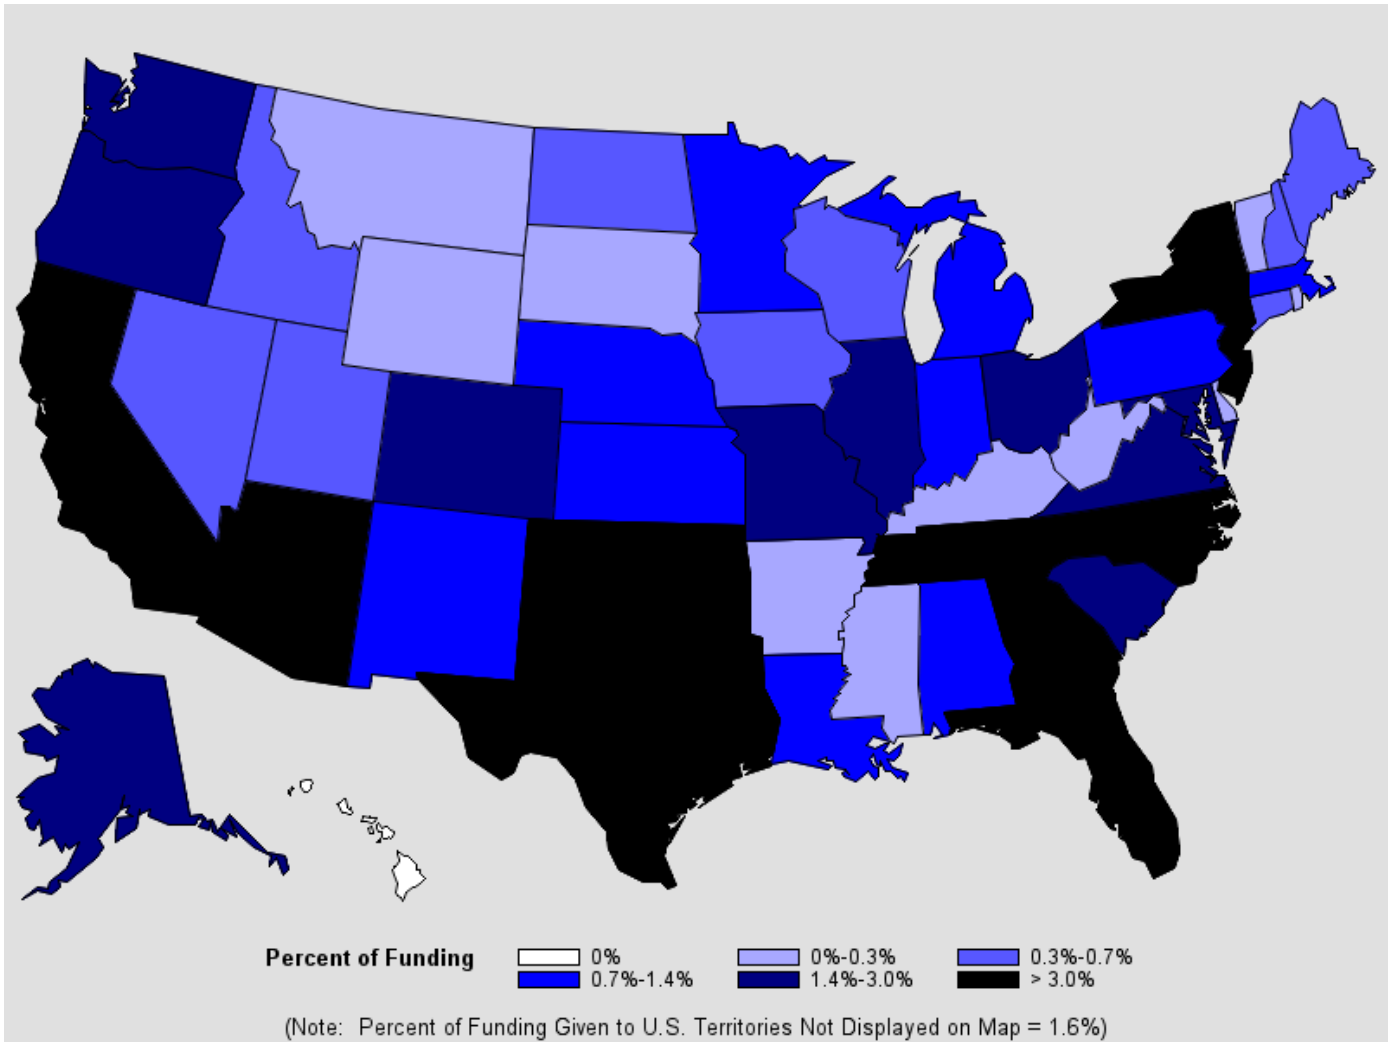 Percent of Funding 0% 0%-0.3% 0.3%-0.7%
0.7%-1.4% 1.4%-3.0% > 3.0%
(Note: Percent of Funding Given to U.S. Territories Not Displayed on Map = 1.6%)